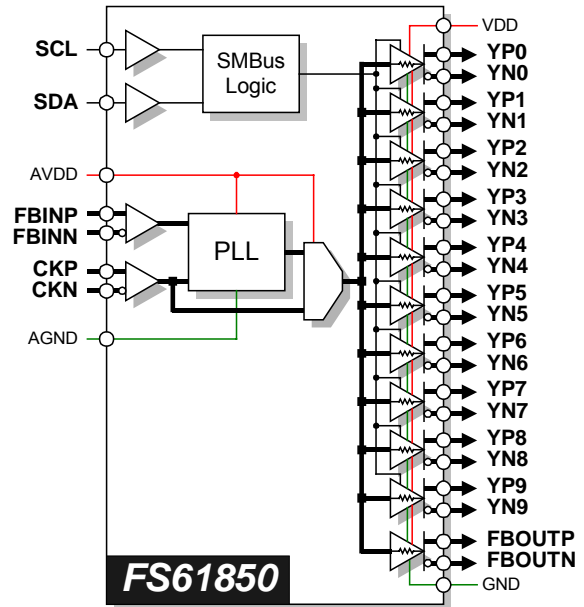 SCL
SDA
SMBus
Logic
AVDD
FBINP
FBINN
CKP
CKN
PLL
AGND
VDD
YP0
YN0
YP1
YN1
YP2
YN2
YP3
YN3
YP4
YN4
YP5
YN5
YP6
YN6
YP7
YN7
YP8
YN8
YP9
YN9
FBOUTP
FBOUTN
GND
FS61850